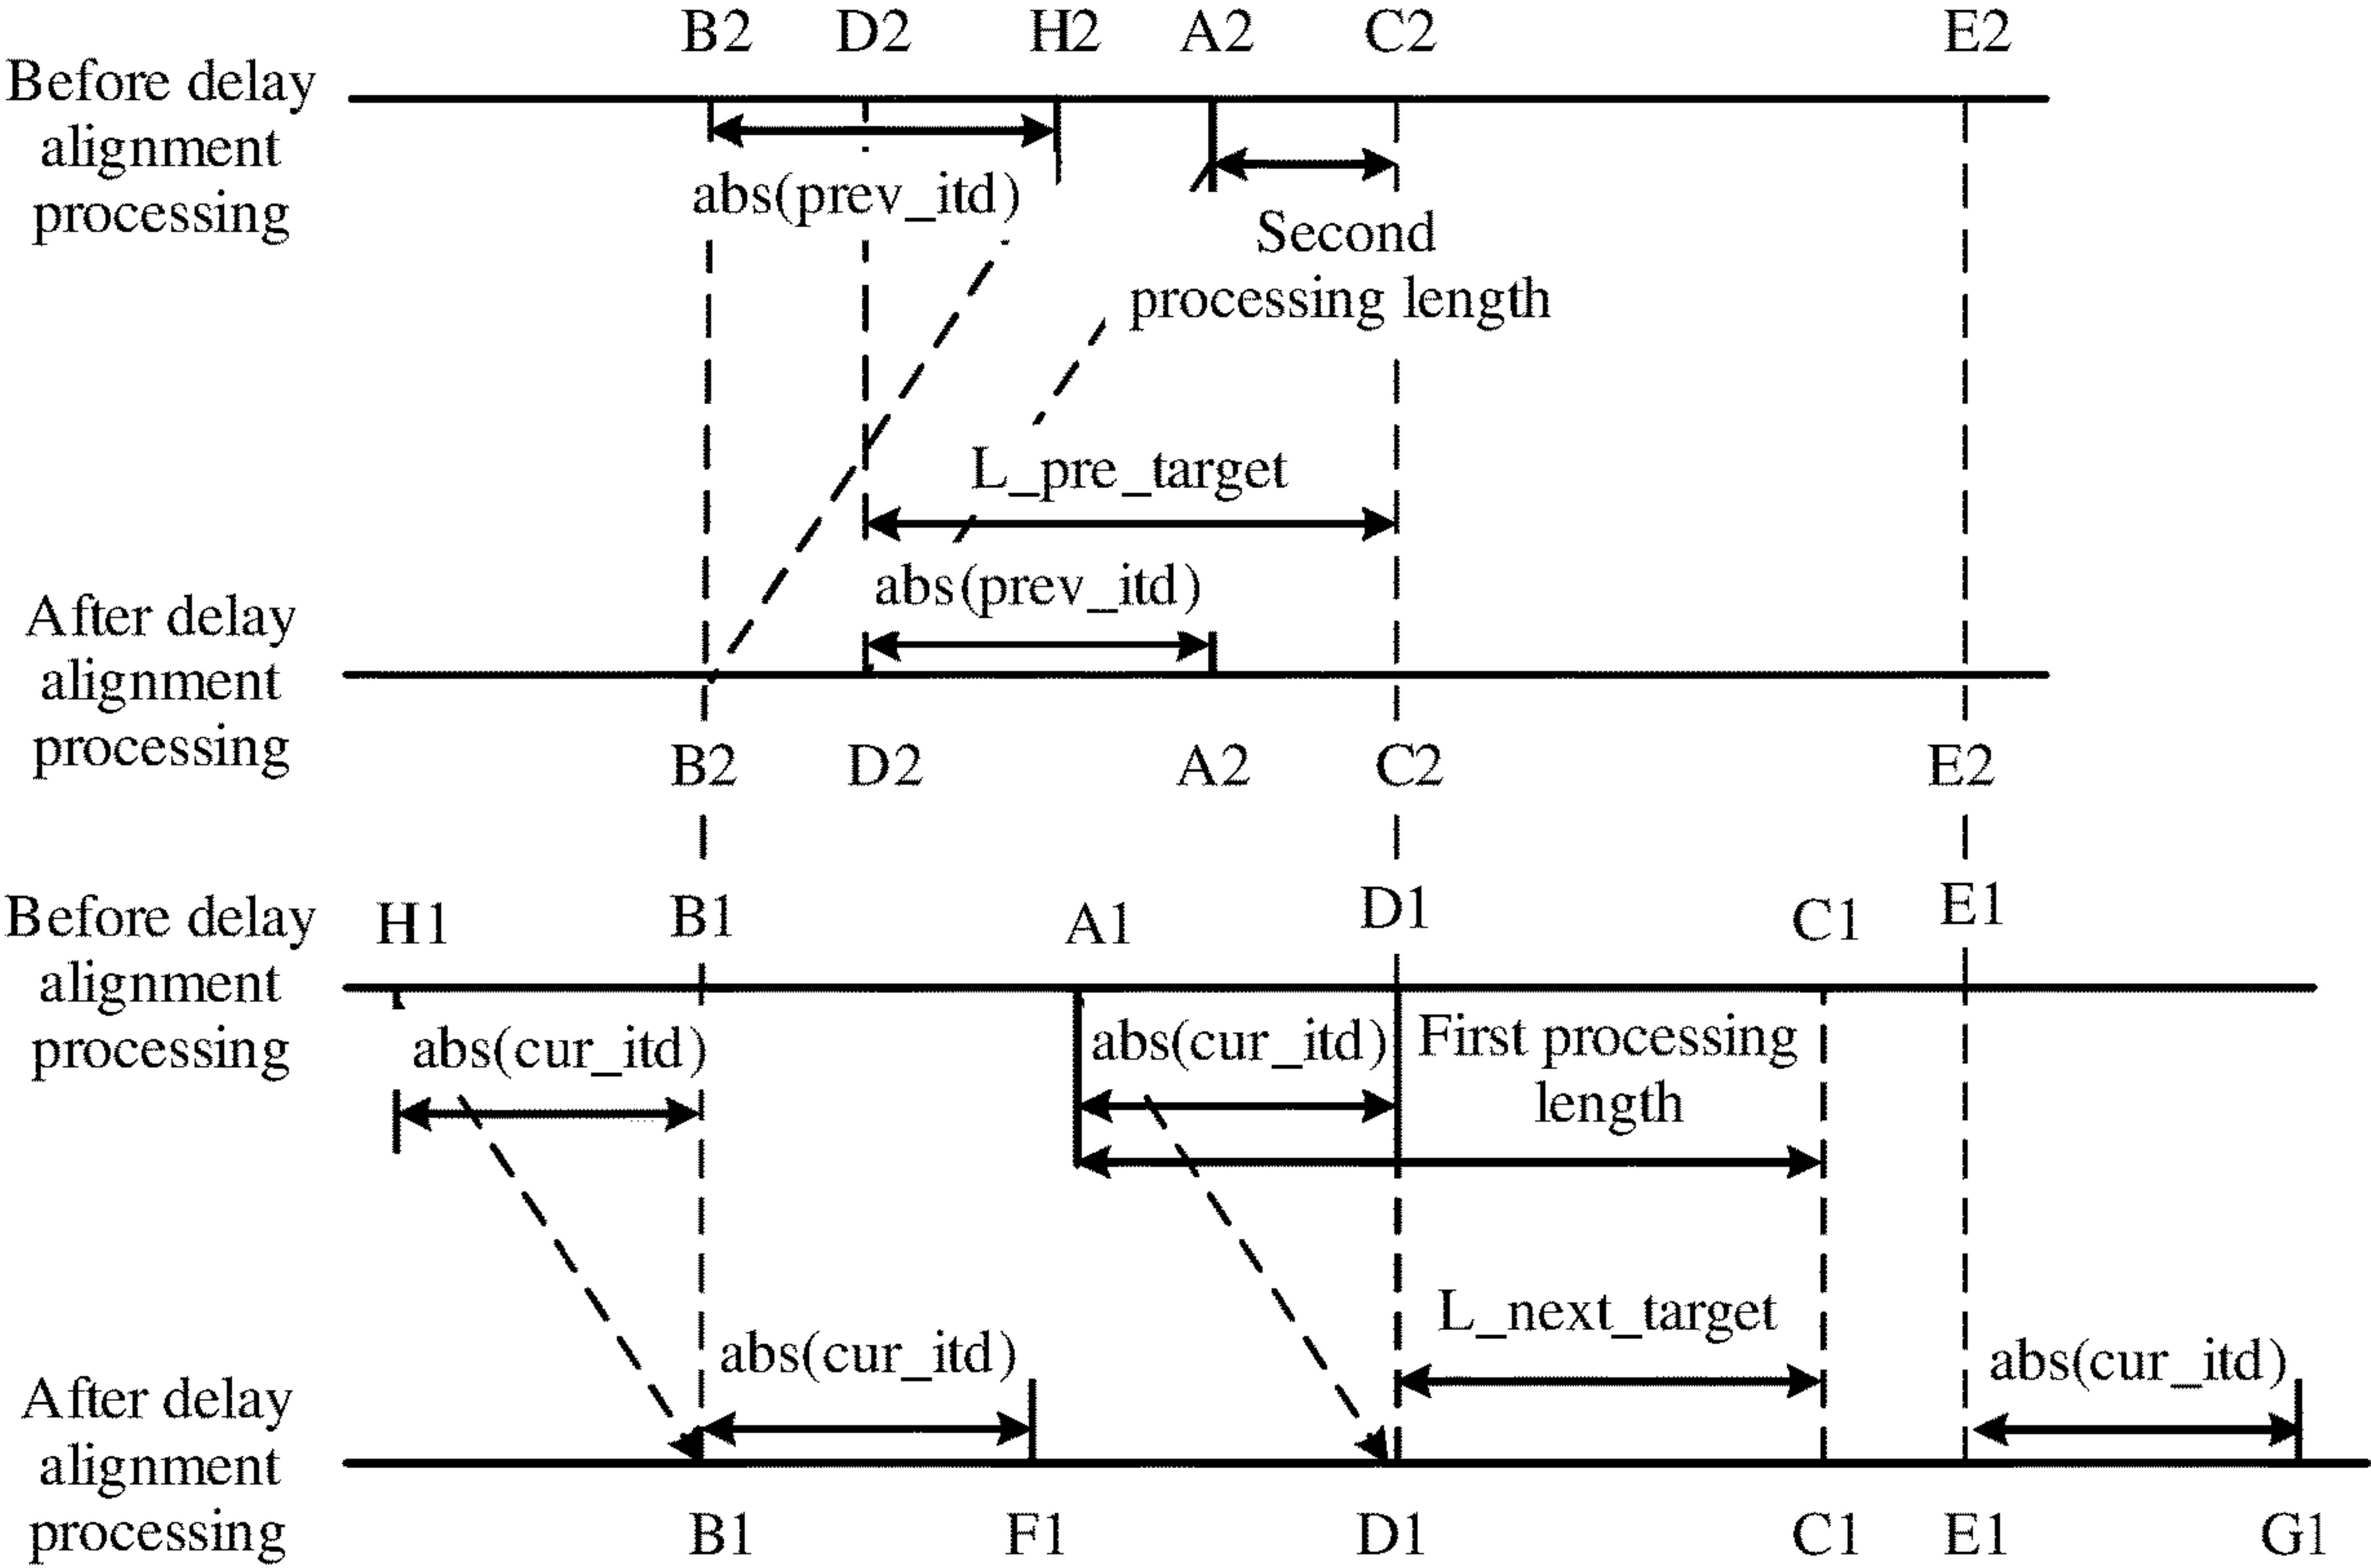 B2 D2 H2 A2 C2 E2
Before delay
alignment
processing
abs(prev_itd)
Second
processing length
L_pre_target
abs(prev_itd)
After delay
alignment
processing
B2 D2 A2 C2 E2
H1 B1 A1 D1 C1 E1
Before delay
alignment
processing
abs(cur_itd)
abs(cur_itd)
First processing
length
L_next_target
abs(cur_itd)
abs(cur_itd)
After delay
alignment
processing
B1 F1 D1 C1 E1 G1